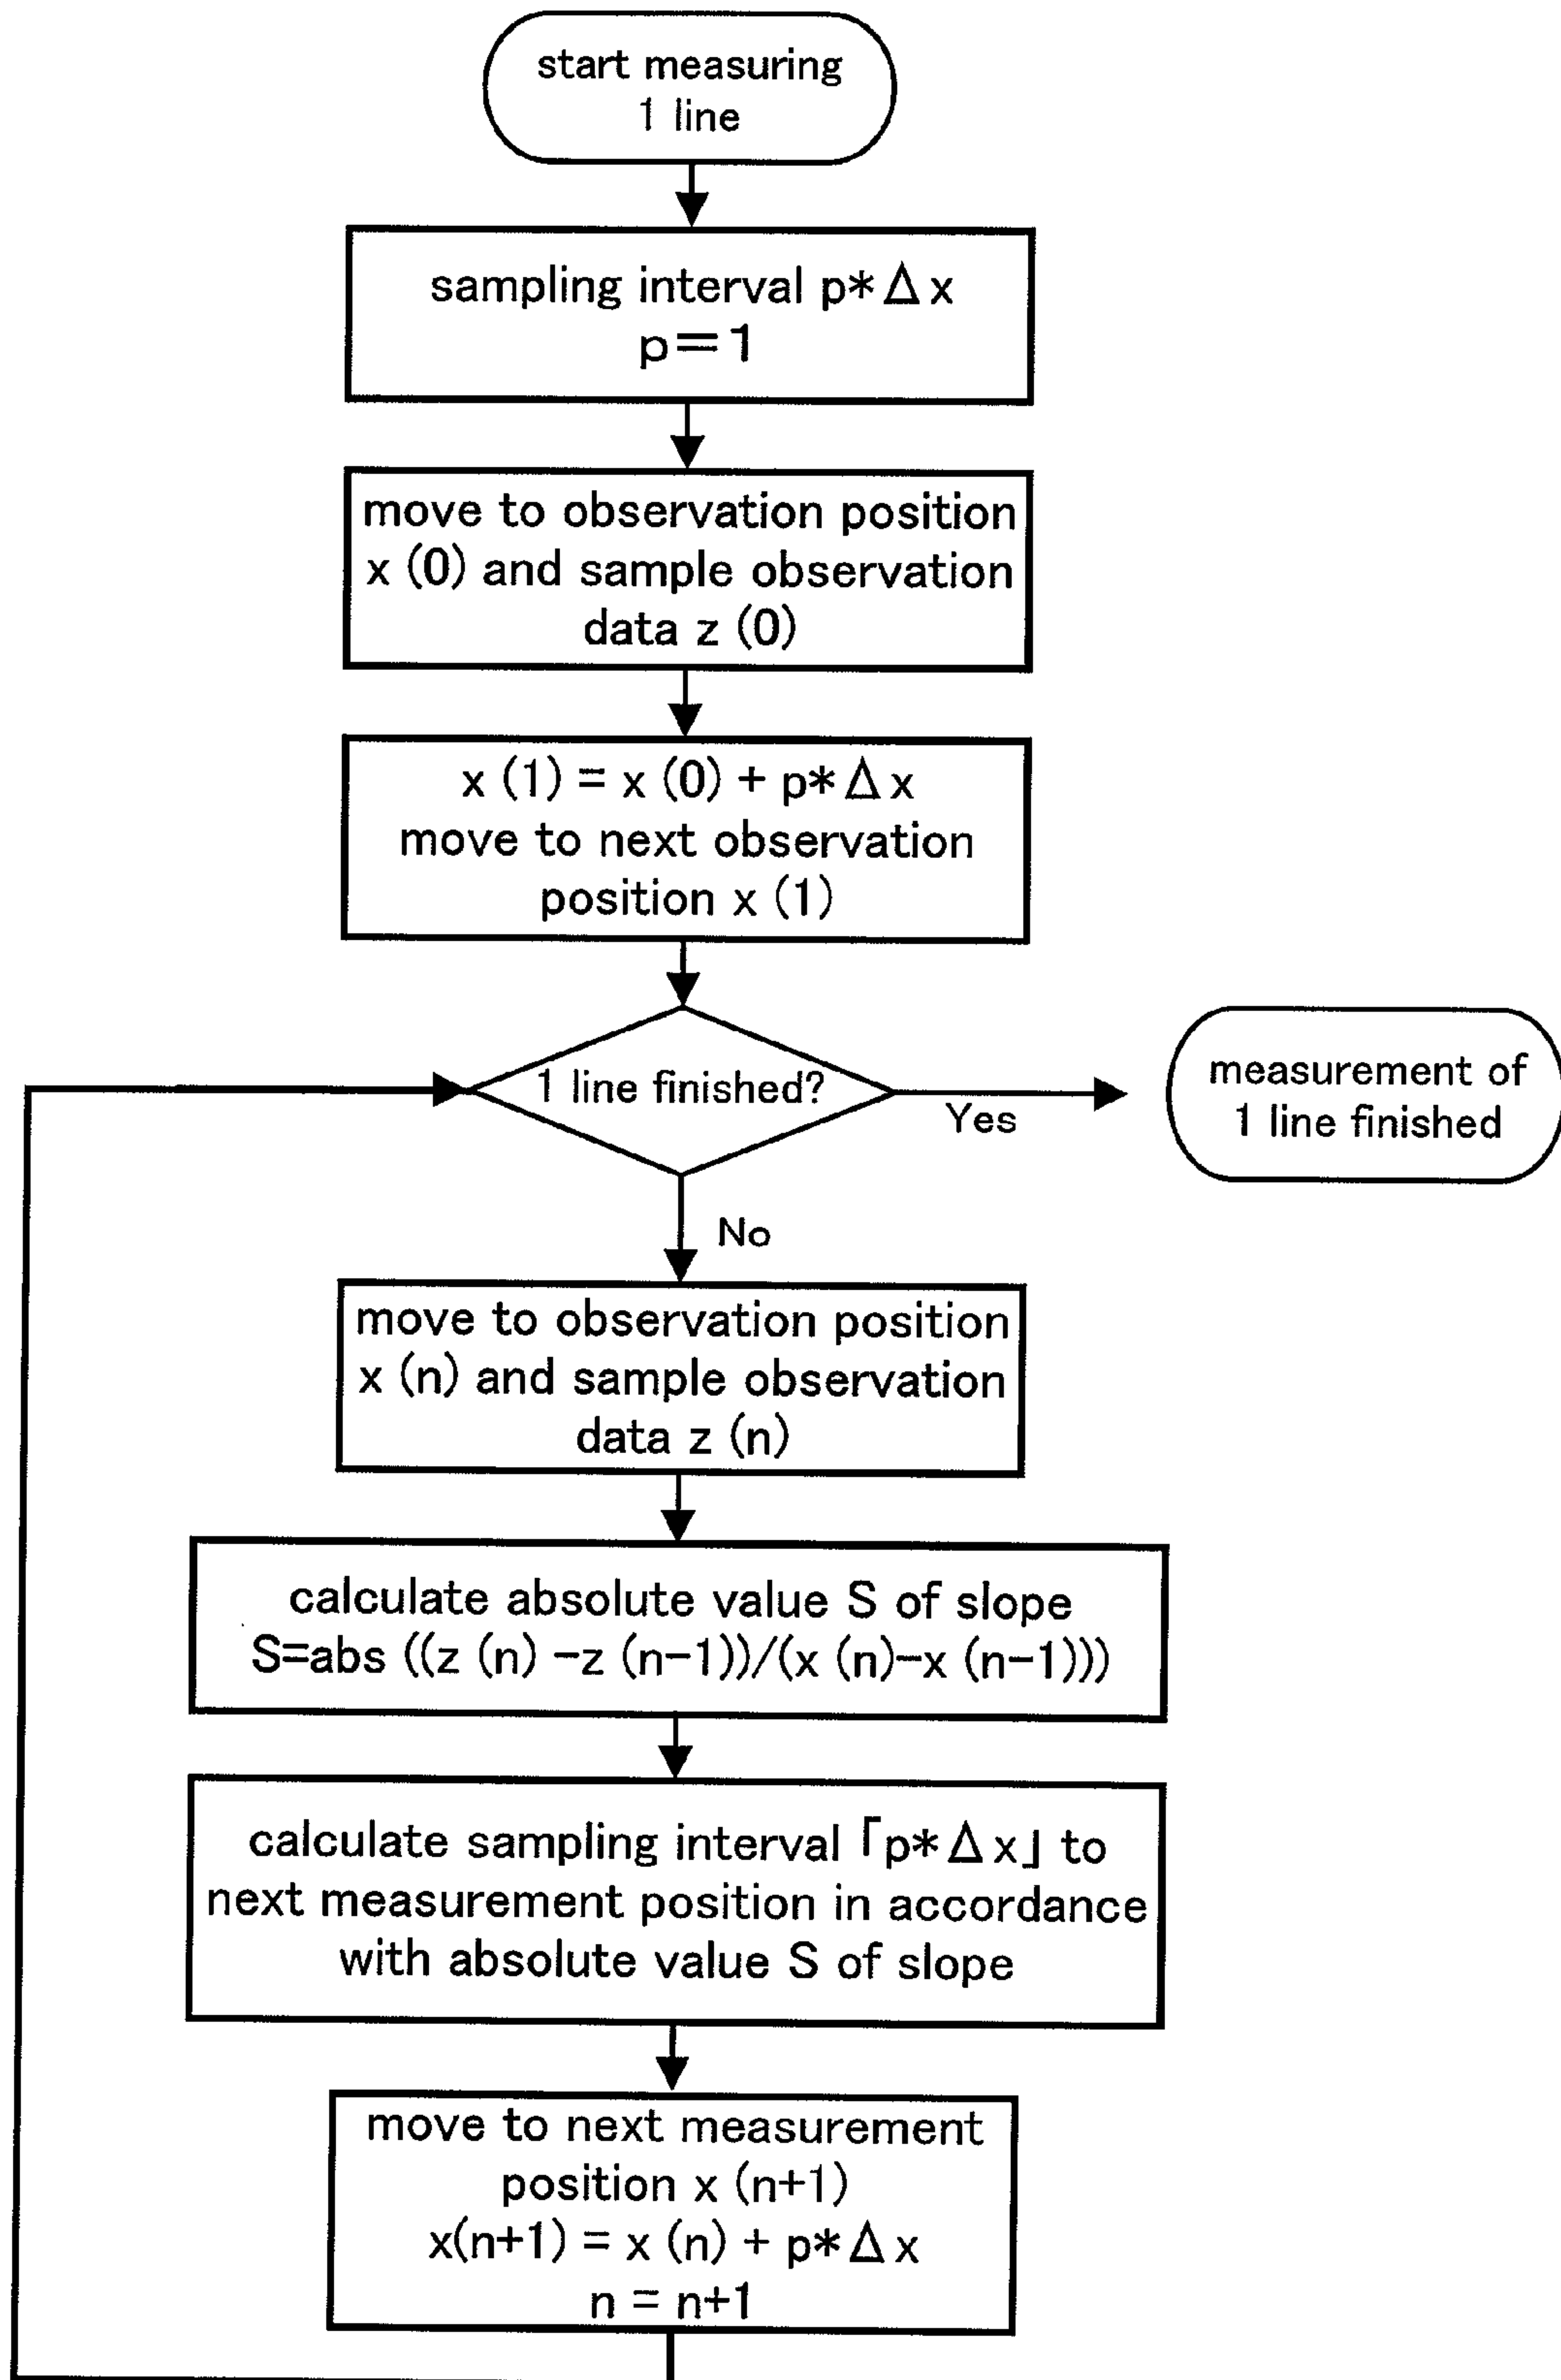 start measuring
1 line
sampling interval p*Δx
p=1
move to observation position
x (0) and sample observation
data z (0)
x (1) = x (0) + p*Δx
move to next observation
position x (1)
1 line finished?
Yes
measurement of
1 line finished
No
move to observation position
x (n) and sample observation
data z (n)
calculate absolute value S of slope
S=abs ((z (n) -z (n-1))/(x (n)-x (n-1)))
calculate sampling interval「p*Δx」to
next measurement position in accordance
with absolute value S of slope
move to next measurement
position x (n+1)
x(n+1) = x (n) + p*Δx
n = n+1